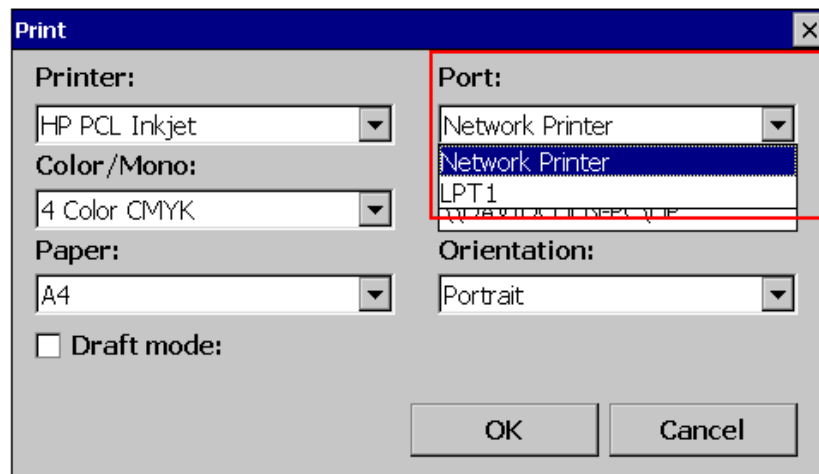 Print
Printer:
HP PCL Inkjet
Color/Mono:
4 Color CMYK
Paper:
A4
Draft mode:
Port:
Network Printer
Network Printer
LPT1
Orientation:
Portrait
OK
Cancel